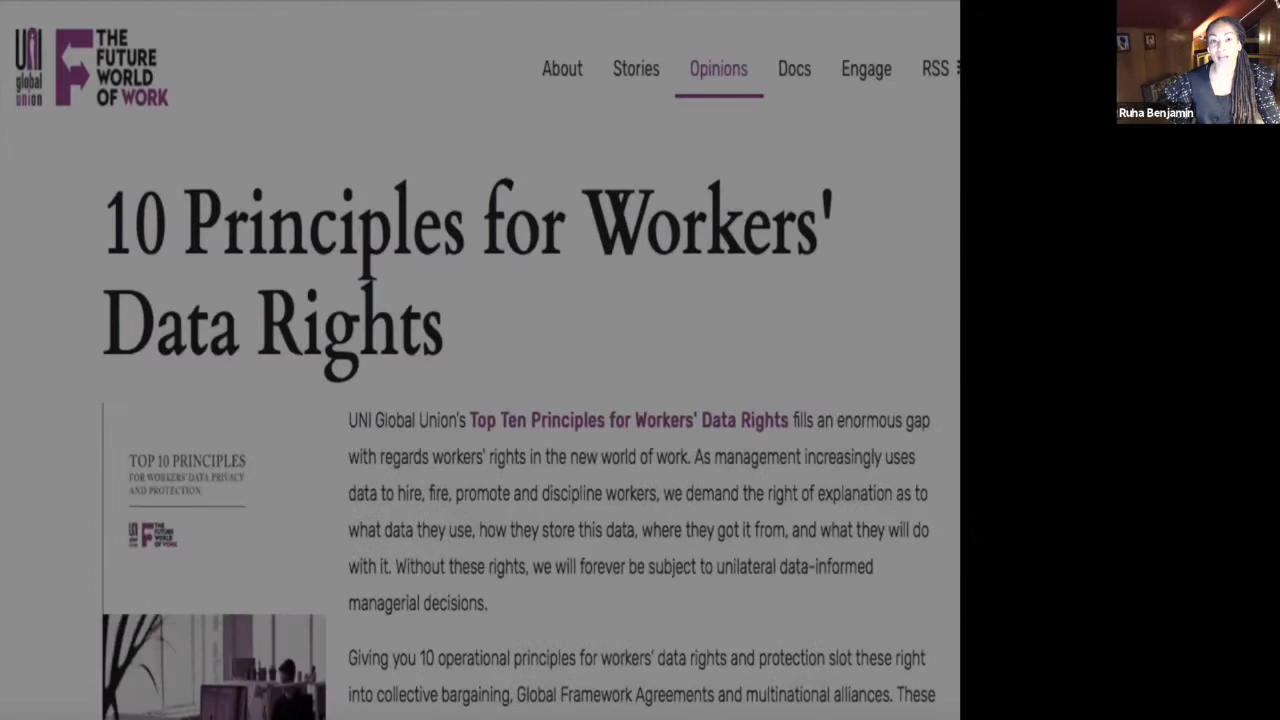 UNI
global
union
THE
FUTURE
WORLD
OF WORK
About Stories Opinions Docs Engage RSS
Ruha Benjamin
10 Principles for Workers'
Data Rights
UNI Global Union's Top Ten Principles for Workers' Data Rights fills an enormous gap
with regards workers' rights in the new world of work. As management increasingly uses
data to hire, fire, promote and discipline workers, we demand the right of explanation as to
what data they use, how they store this data, where they got it from, and what they will do
with it. Without these rights, we will forever be subject to unilateral data-informed
managerial decisions.
Giving you 10 operational principles for workers' data rights and protection slot these right
into collective bargaining, Global Framework Agreements and multinational alliances. These
TOP 10 PRINCIPLES
FOR WORKERS' DATA PRIVACY
AND PROTECTION
UNI
THE
FUTURE
WORLD
OF WORK